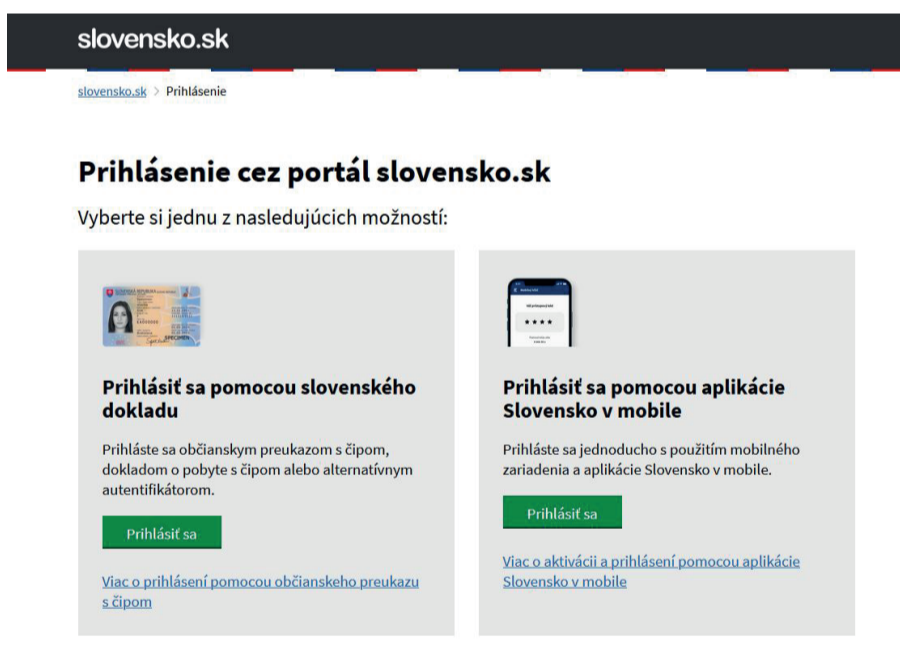 slovensko.sk
slovensko.sk > Prihlásenie
Prihlásenie cez portál slovensko.sk
Vyberte si jednu z nasledujúcich možností:
SLOVENSKÁ REPUBLIKA
SPECIMEN
Prihlásiť sa pomocou slovenského
dokladu
Prihláste sa občianskym preukazom s čipom,
dokladom o pobyte s čipom alebo alternatívnym
autentifikátorom.
Prihlásiť sa
Viac o prihlásení pomocou občianskeho preukazu
s čipom
****
Prihlásiť sa pomocou aplikácie
Slovensko v mobile
Prihláste sa jednoducho s použitím mobilného
zariadenia a aplikácie Slovensko v mobile.
Prihlásiť sa
Viac o aktivácii a prihlásení pomocou aplikácie
Slovensko v mobile